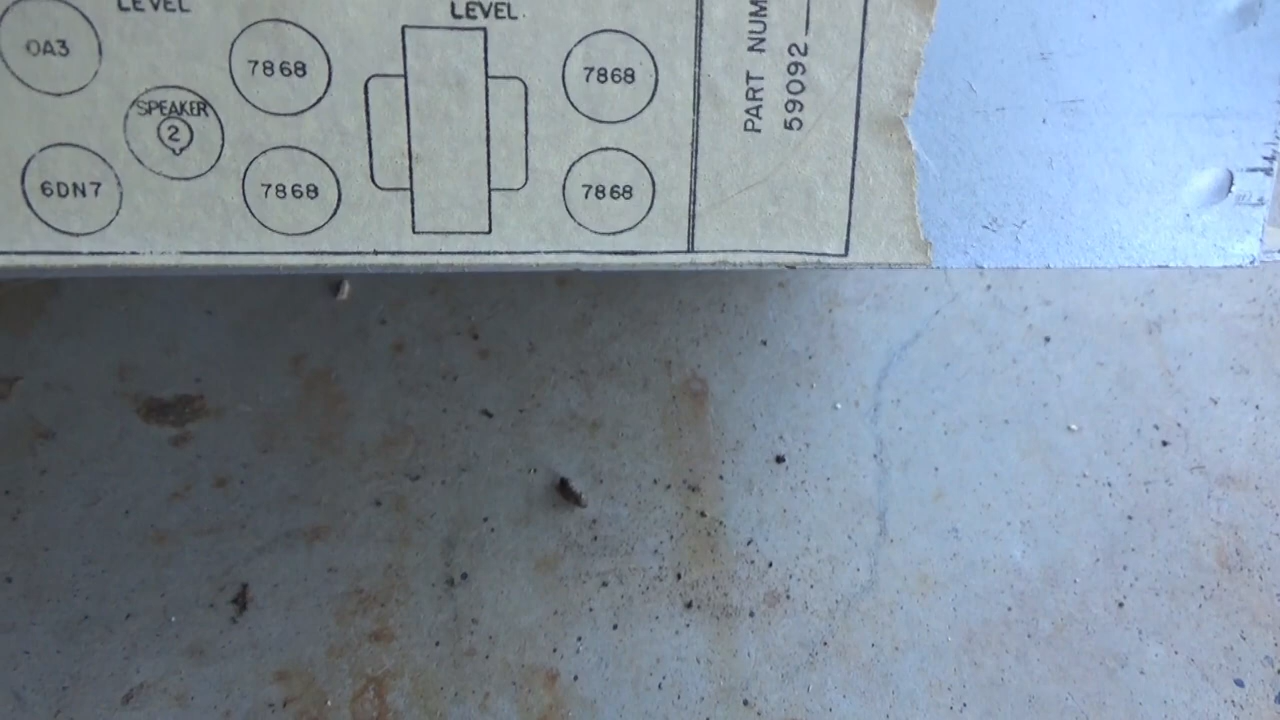 LEVEL
LEVEL
0A3
7868
7868
SPEAKER
2
6DN7
7868
7868
PART NUM
59092—